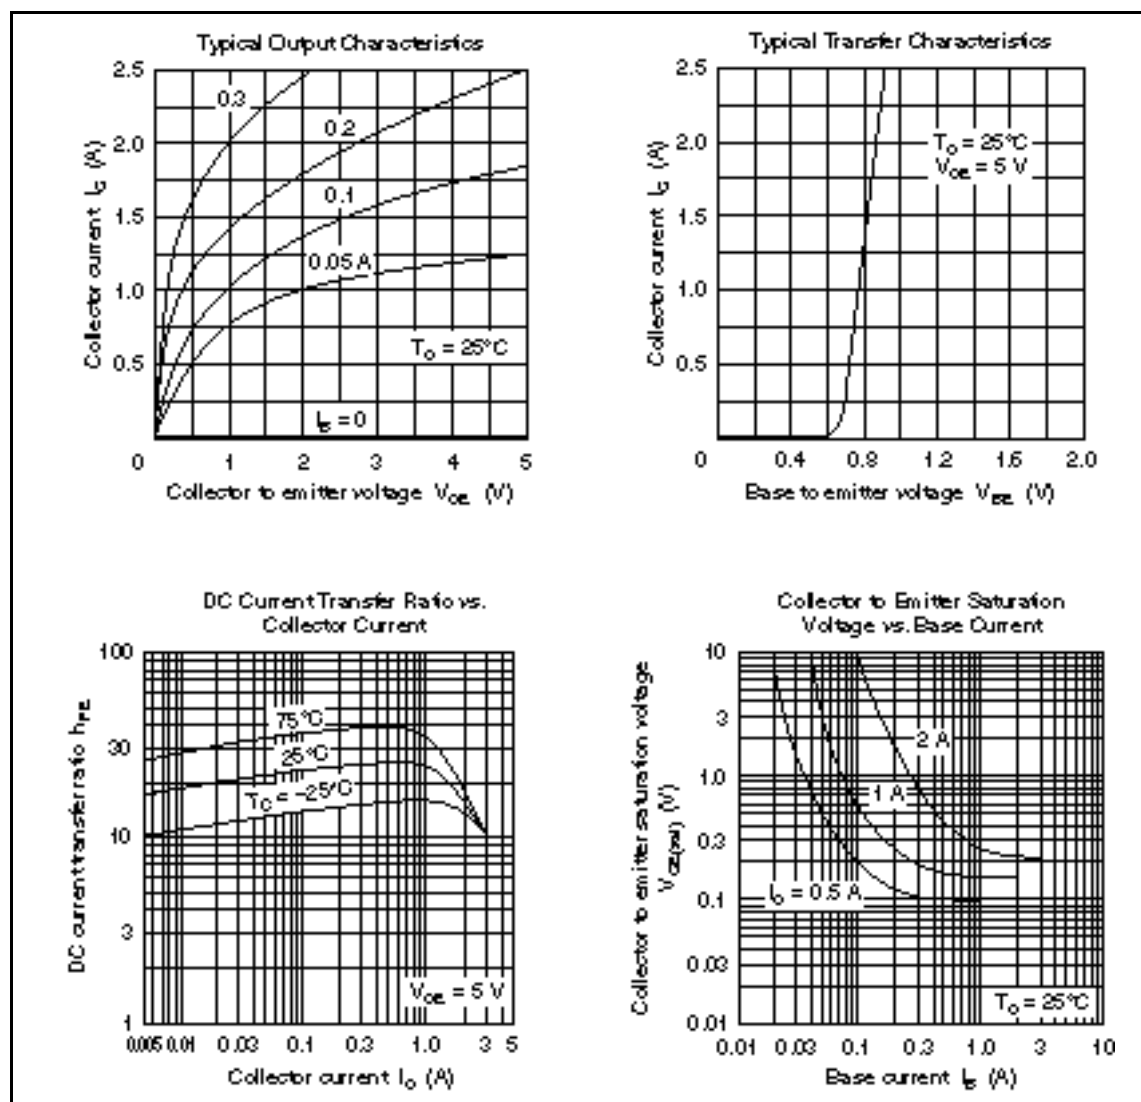 Typical Output Characteristics
2.5
2.0
1.5
1.0
0.5
0
1
2
3
4
5
0.3
0.2
0.1
0.05 A
T_C = 25°C
I_B = 0
Collector current I_C (A)
Collector to emitter voltage V_CE (V)
Typical Transfer Characteristics
2.5
2.0
1.5
1.0
0.5
0
0.4
0.8
1.2
1.6
2.0
T_C = 25°C
V_CE = 5 V
Collector current I_C (A)
Base to emitter voltage V_BE (V)
DC Current Transfer Ratio vs.
Collector Current
100
30
10
3
1
0.005
0.01
0.03
0.1
0.3
1.0
3
5
75°C
25°C
T_C = –25°C
V_CE = 5 V
DC current transfer ratio h_FE
Collector current I_C (A)
Collector to Emitter Saturation
Voltage vs. Base Current
10
3
1.0
0.3
0.1
0.03
0.01
0.01
0.03
0.1
0.3
1.0
3
10
2 A
1 A
I_C = 0.5 A
T_C = 25°C
Collector to emitter saturation voltage
V_CE(sat) (V)
Base current I_B (A)